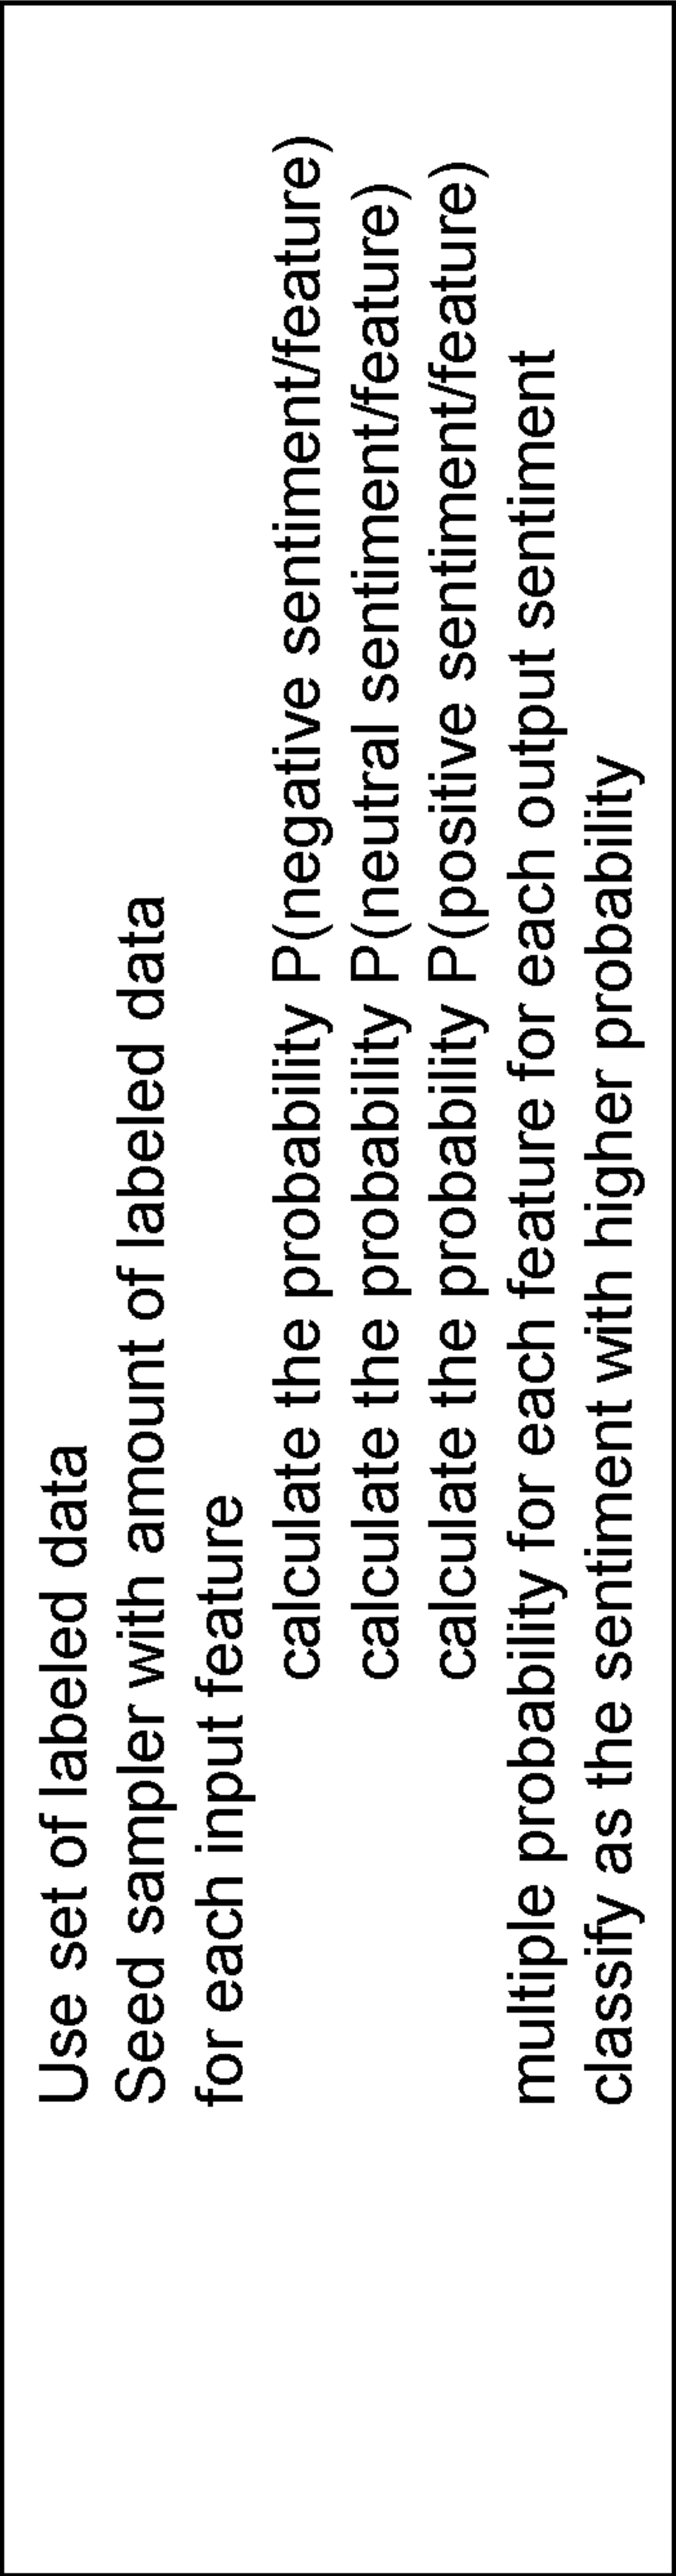 Use set of labeled data
Seed sampler with amount of labeled data
for each input feature
calculate the probability P(negative sentiment/feature)
calculate the probability P(neutral sentiment/feature)
calculate the probability P(positive sentiment/feature)
multiple probability for each feature for each output sentiment
classify as the sentiment with higher probability